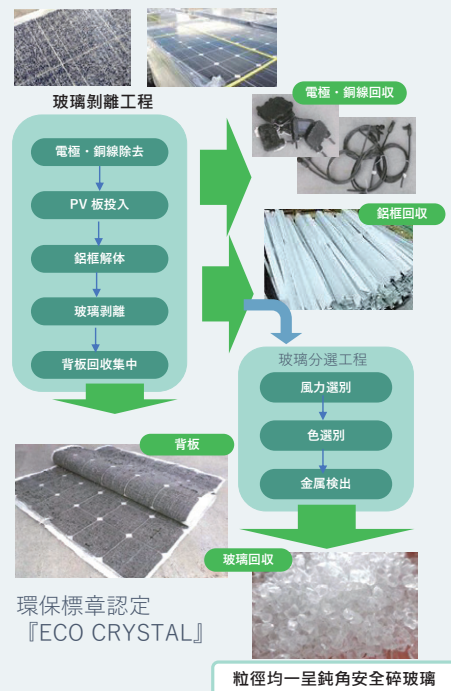 玻璃剝離工程
電極・銅線除去
PV 板投入
鋁框解体
玻璃剝離
背板回收集中
電極・銅線回収
鋁框回収
玻璃分選工程
風力選別
色選別
金属検出
背板
玻璃回収
環保標章認定
『ECO CRYSTAL』
粒徑均一呈鈍角安全碎玻璃